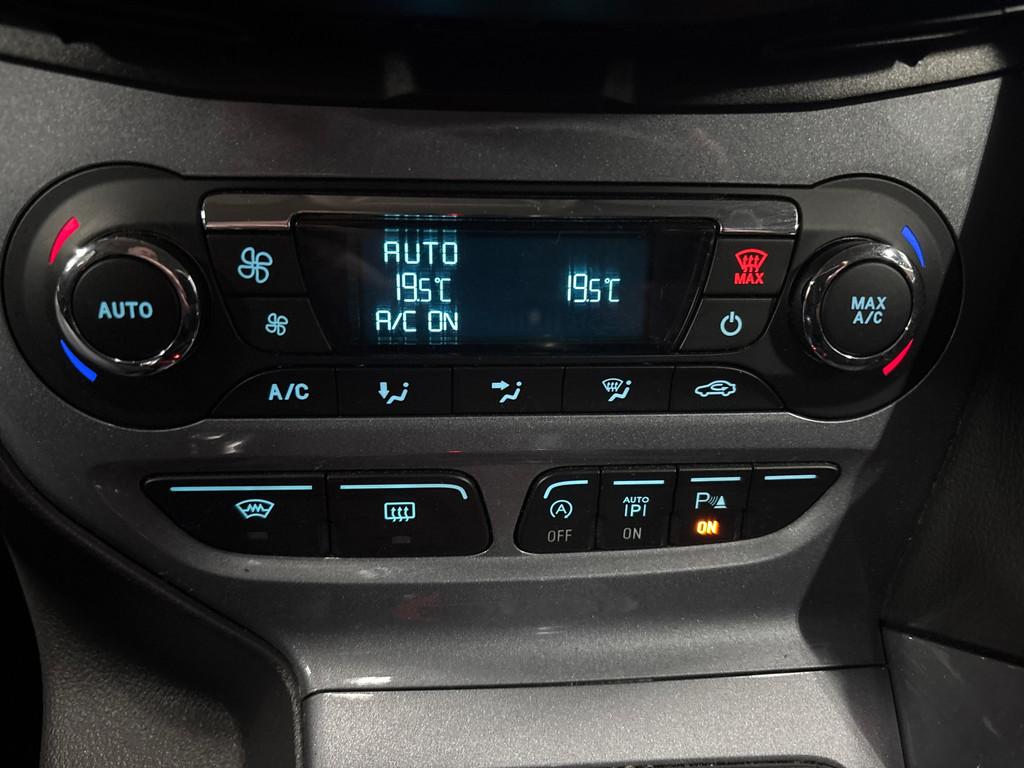 AUTO
AUTO
19.5°C
19.5°C
A/C ON
MAX
MAX
A/C
A/C
A
OFF
AUTO
P
ON
P
ON